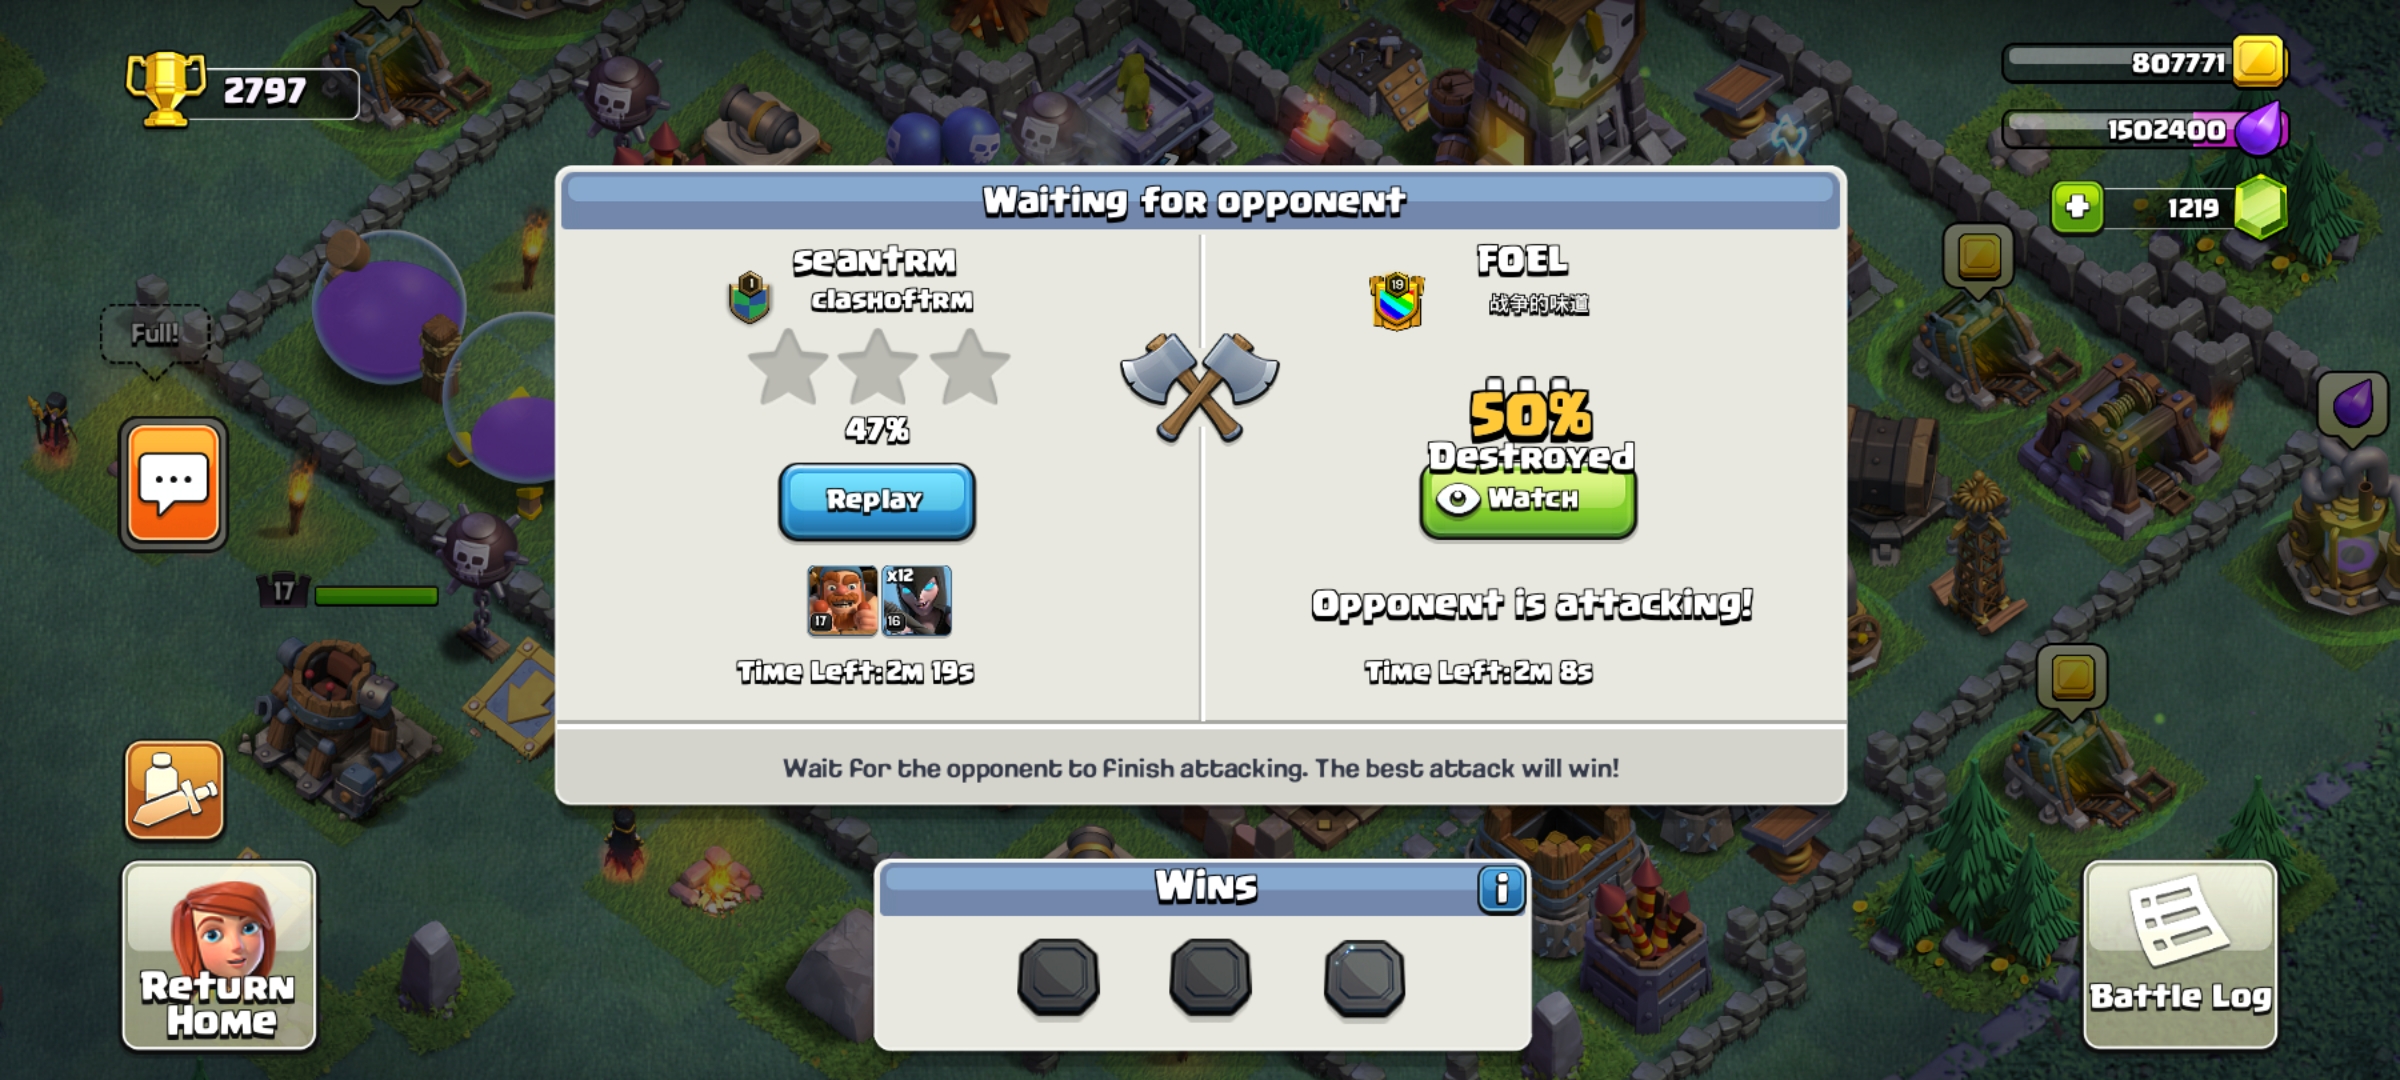 2797
807771
1502400
1219
Waiting for opponent
seantrm
1
clashoftrm
47%
Replay
17
x12
16
Time Left:2m 19s
FOEL
19
战争的味道
50%
Destroyed
Watch
Opponent is attacking!
Time Left:2m 8s
Wait for the opponent to finish attacking. The best attack will win!
Full!
17
Wins
i
Return
Home
Battle Log